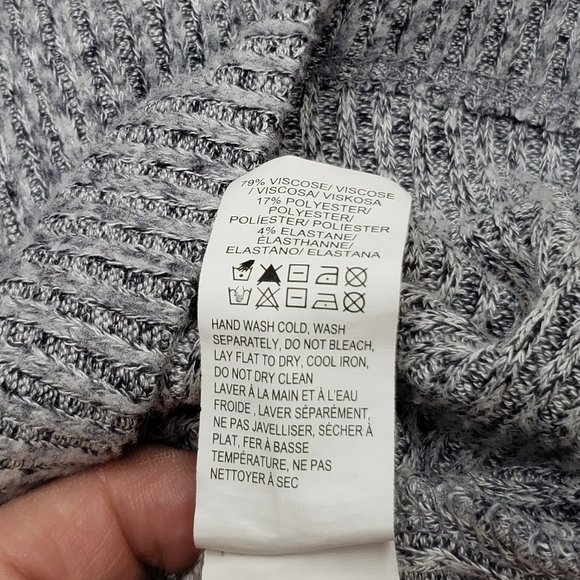 79% VISCOSE/ VISCOSE
/ VISCOSA/ VISKOSA
17% POLYESTER/
POLYESTER/
POLIÉSTER/ POLIESTER
4% ELASTANE/
ÉLASTHANNE/
ELASTANO/ ELASTANA
HAND WASH COLD, WASH
SEPARATELY, DO NOT BLEACH,
LAY FLAT TO DRY, COOL IRON,
DO NOT DRY CLEAN
LAVER À LA MAIN ET À L'EAU
FROIDE , LAVER SÉPARÉMENT,
NE PAS JAVELLISER, SÉCHER À
PLAT, FER À BASSE
TEMPÉRATURE, NE PAS
NETTOYER À SEC